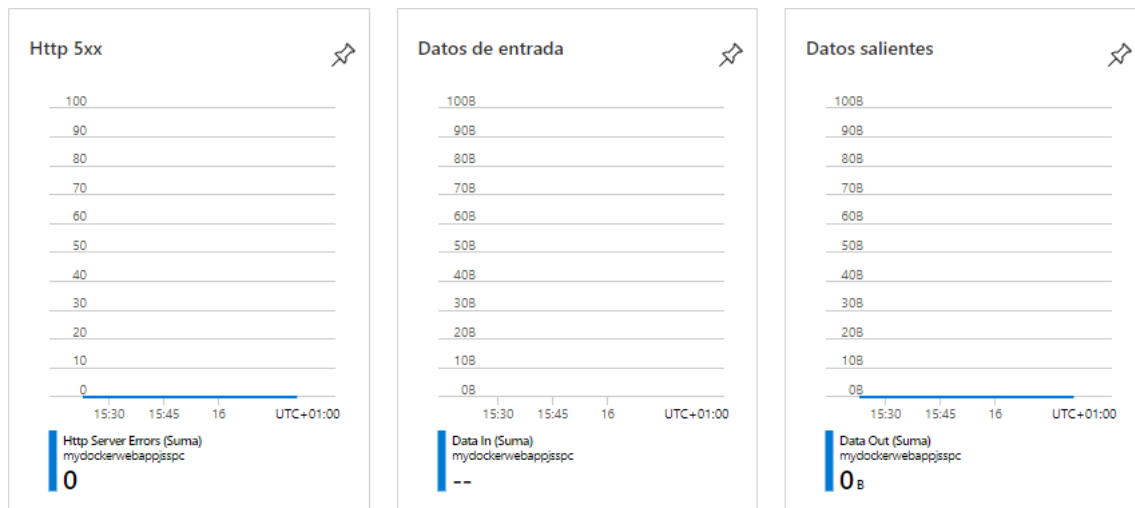 Http 5xx
100
90
80
70
60
50
40
30
20
10
0
15:30 15:45 16 UTC+01:00
Http Server Errors (Suma)
mydockerwebappjsspc
0
Datos de entrada
100B
90B
80B
70B
60B
50B
40B
30B
20B
10B
0B
15:30 15:45 16 UTC+01:00
Data In (Suma)
mydockerwebappjsspc
--
Datos salientes
100B
90B
80B
70B
60B
50B
40B
30B
20B
10B
0B
15:30 15:45 16 UTC+01:00
Data Out (Suma)
mydockerwebappjsspc
0 B